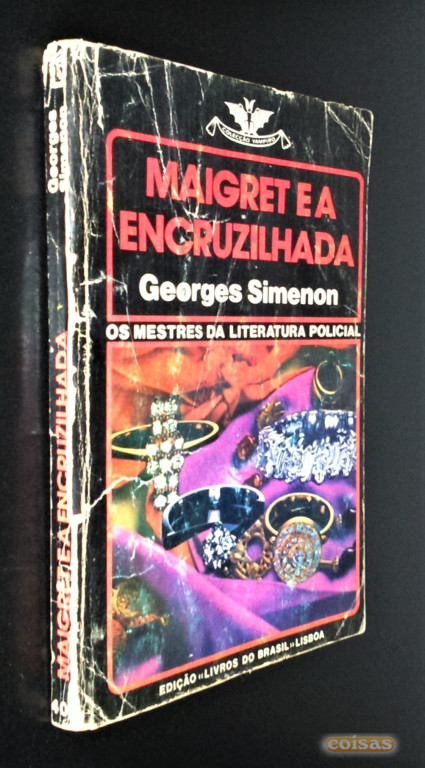 COLECÇÃO VAMPIRO
MAIGRET E A
ENCRUZILHADA
Georges Simenon
OS MESTRES DA LITERATURA POLICIAL
EDIÇÃO «LIVROS DO BRASIL» LISBOA
Georges
Simenon
MAIGRET E A ENCRUZILHADA
coisas